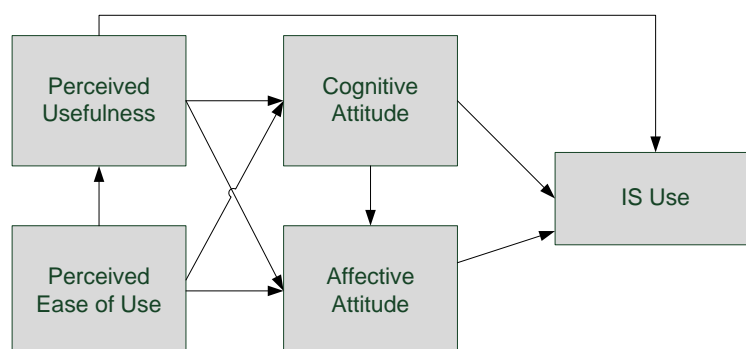 Perceived
Usefulness
Cognitive
Attitude
IS Use
Perceived
Ease of Use
Affective
Attitude